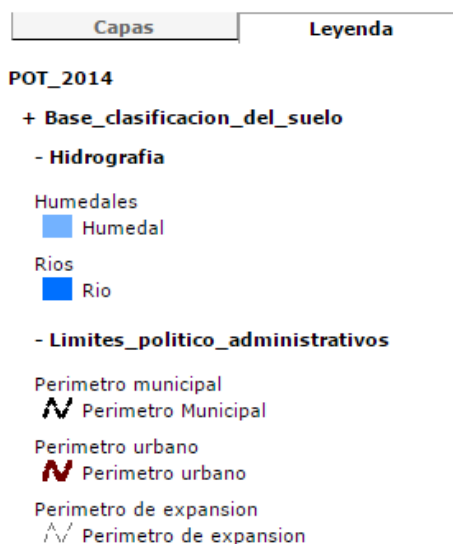 Capas Leyenda
POT_2014
+ Base_clasificacion_del_suelo
- Hidrografia
Humedales
Humedal
Rios
Rio
- Limites_politico_administrativos
Perimetro municipal
Perimetro Municipal
Perimetro urbano
Perimetro urbano
Perimetro de expansion
Perimetro de expansion